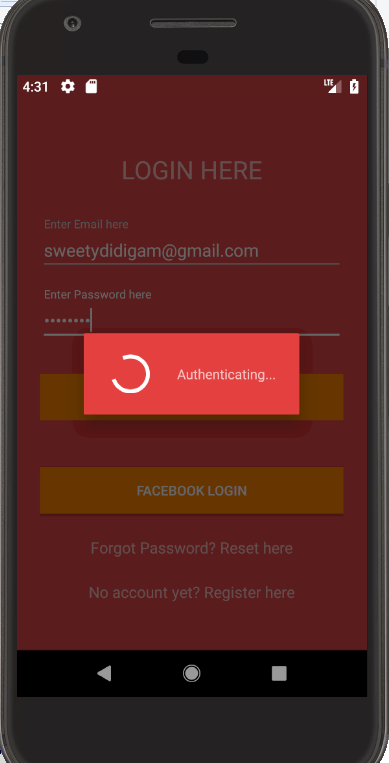 4:31
LTE
LOGIN HERE
Enter Email here
sweetydidigam@gmail.com
Enter Password here
••••••••
Authenticating...
FACEBOOK LOGIN
Forgot Password? Reset here
No account yet? Register here